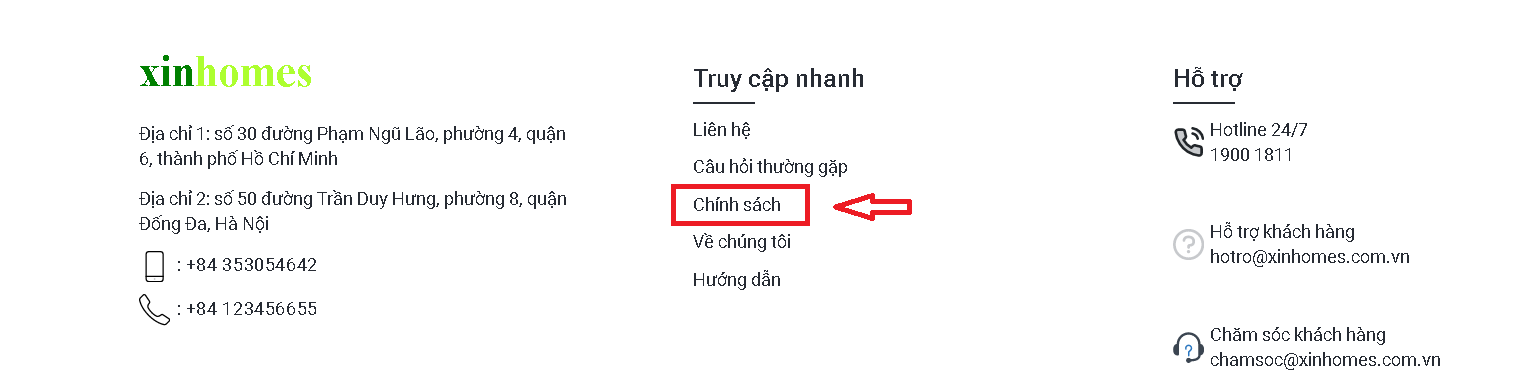 xinhomes
Địa chỉ 1: số 30 đường Phạm Ngũ Lão, phường 4, quận
6, thành phố Hồ Chí Minh
Địa chỉ 2: số 50 đường Trần Duy Hưng, phường 8, quận
Đống Đa, Hà Nội
: +84 353054642
: +84 123456655
Truy cập nhanh
Liên hệ
Câu hỏi thường gặp
Chính sách
Về chúng tôi
Hướng dẫn
Hỗ trợ
Hotline 24/7
1900 1811
Hỗ trợ khách hàng
hotro@xinhomes.com.vn
Chăm sóc khách hàng
chamsoc@xinhomes.com.vn